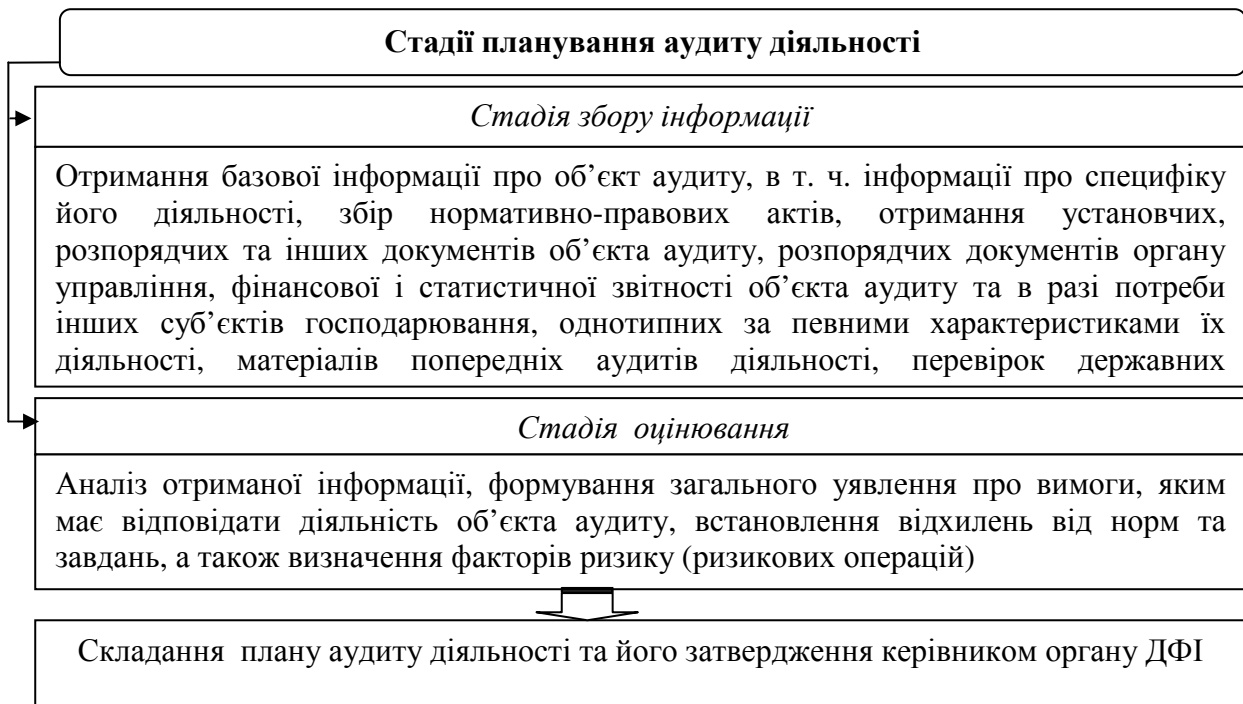 Стадії планування аудиту діяльності
Стадія збору інформації
Отримання базової інформації про об’єкт аудиту, в т. ч. інформації про специфіку
його діяльності, збір нормативно-правових актів, отримання установчих,
розпорядчих та інших документів об’єкта аудиту, розпорядчих документів органу
управління, фінансової і статистичної звітності об’єкта аудиту та в разі потреби
інших суб’єктів господарювання, однотипних за певними характеристиками їх
діяльності, матеріалів попередніх аудитів діяльності, перевірок державних
Стадія оцінювання
Аналіз отриманої інформації, формування загального уявлення про вимоги, яким
має відповідати діяльність об’єкта аудиту, встановлення відхилень від норм та
завдань, а також визначення факторів ризику (ризикових операцій)
Складання плану аудиту діяльності та його затвердження керівником органу ДФІ